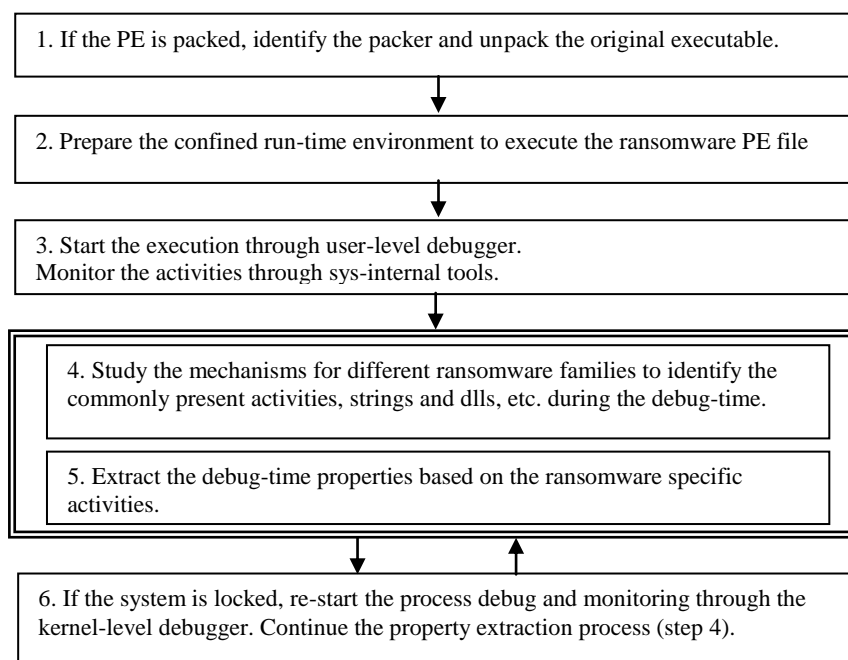 1. If the PE is packed, identify the packer and unpack the original executable.
2. Prepare the confined run-time environment to execute the ransomware PE file
3. Start the execution through user-level debugger.
Monitor the activities through sys-internal tools.
4. Study the mechanisms for different ransomware families to identify the
commonly present activities, strings and dlls, etc. during the debug-time.
5. Extract the debug-time properties based on the ransomware specific
activities.
6. If the system is locked, re-start the process debug and monitoring through the
kernel-level debugger. Continue the property extraction process (step 4).